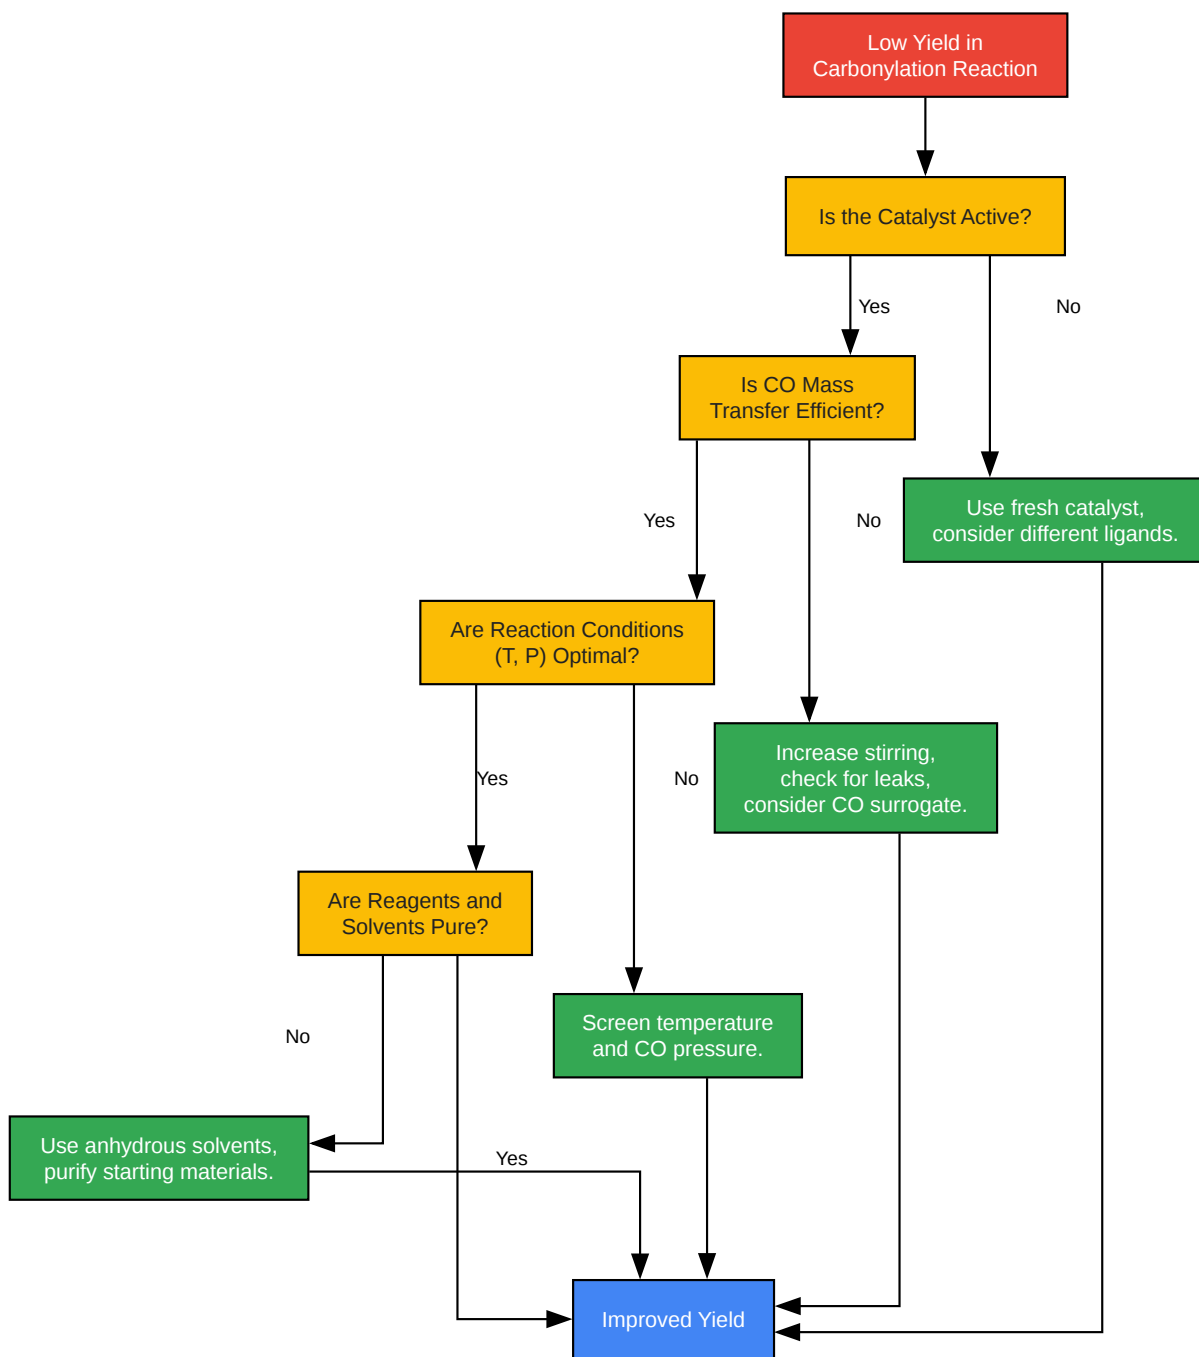 Low Yield in
Carbonylation Reaction
Is the Catalyst Active?
Yes
No
Is CO Mass
Transfer Efficient?
Use fresh catalyst,
consider different ligands.
Yes
No
Are Reaction Conditions
(T, P) Optimal?
Increase stirring,
check for leaks,
consider CO surrogate.
Yes
No
Are Reagents and
Solvents Pure?
Screen temperature
and CO pressure.
No
Use anhydrous solvents,
purify starting materials.
Yes
Improved Yield